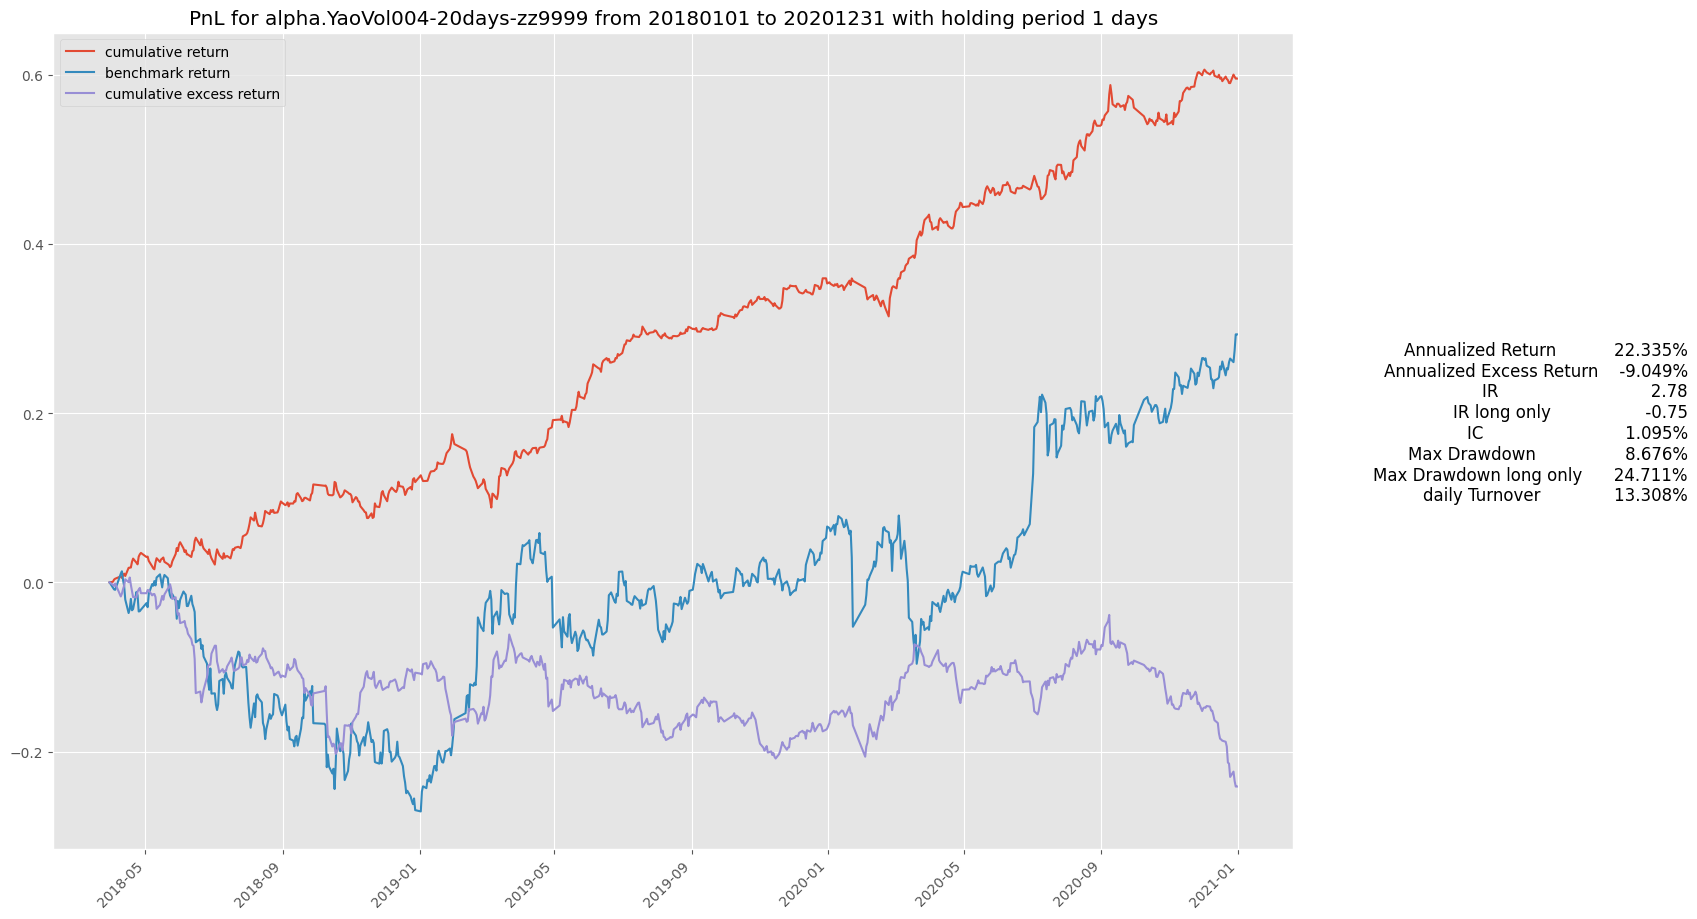 PnL for alpha.YaoVol004-20days-zz9999 from 20180101 to 20201231 with holding period 1 days
cumulative return
benchmark return
cumulative excess return
0.6
0.4
0.2
0.0
−0.2
2018-05
2018-09
2019-01
2019-05
2019-09
2020-01
2020-05
2020-09
2021-01
Annualized Return 22.335%
Annualized Excess Return -9.049%
IR 2.78
IR long only -0.75
IC 1.095%
Max Drawdown 8.676%
Max Drawdown long only 24.711%
daily Turnover 13.308%